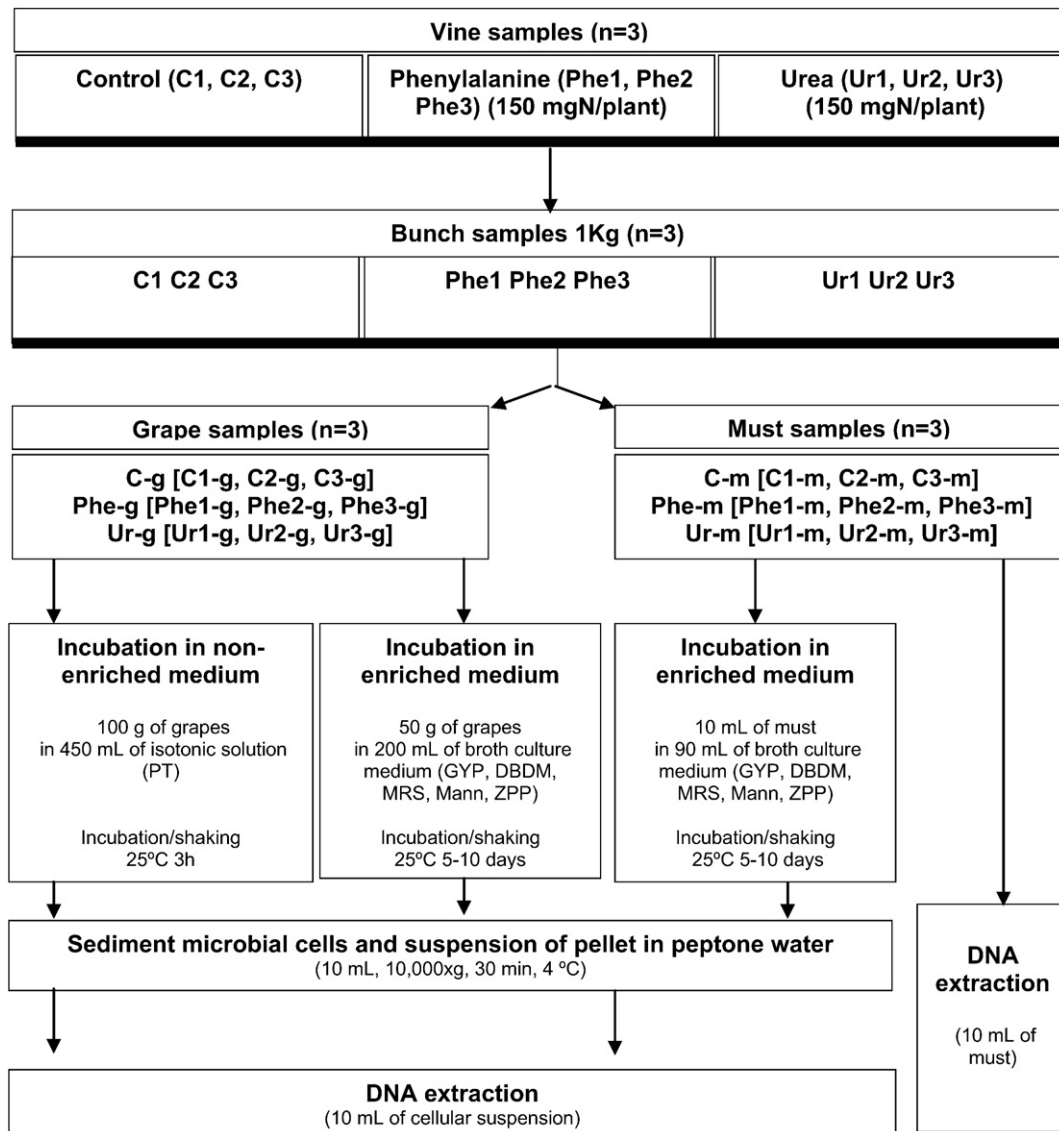 Vine samples (n=3)
Control (C1, C2, C3)
Phenylalanine (Phe1, Phe2
Phe3) (150 mgN/plant)
Urea (Ur1, Ur2, Ur3)
(150 mgN/plant)
Bunch samples 1Kg (n=3)
C1 C2 C3
Phe1 Phe2 Phe3
Ur1 Ur2 Ur3
Grape samples (n=3)
C-g [C1-g, C2-g, C3-g]
Phe-g [Phe1-g, Phe2-g, Phe3-g]
Ur-g [Ur1-g, Ur2-g, Ur3-g]
Must samples (n=3)
C-m [C1-m, C2-m, C3-m]
Phe-m [Phe1-m, Phe2-m, Phe3-m]
Ur-m [Ur1-m, Ur2-m, Ur3-m]
Incubation in non-
enriched medium
100 g of grapes
in 450 mL of isotonic solution
(PT)
Incubation/shaking
25ºC 3h
Incubation in
enriched medium
50 g of grapes
in 200 mL of broth culture
medium (GYP, DBDM,
MRS, Mann, ZPP)
Incubation/shaking
25ºC 5-10 days
Incubation in
enriched medium
10 mL of must
in 90 mL of broth culture
medium (GYP, DBDM,
MRS, Mann, ZPP)
Incubation/shaking
25ºC 5-10 days
Sediment microbial cells and suspension of pellet in peptone water
(10 mL, 10,000xg, 30 min, 4 ºC)
DNA extraction
(10 mL of cellular suspension)
DNA
extraction
(10 mL of
must)